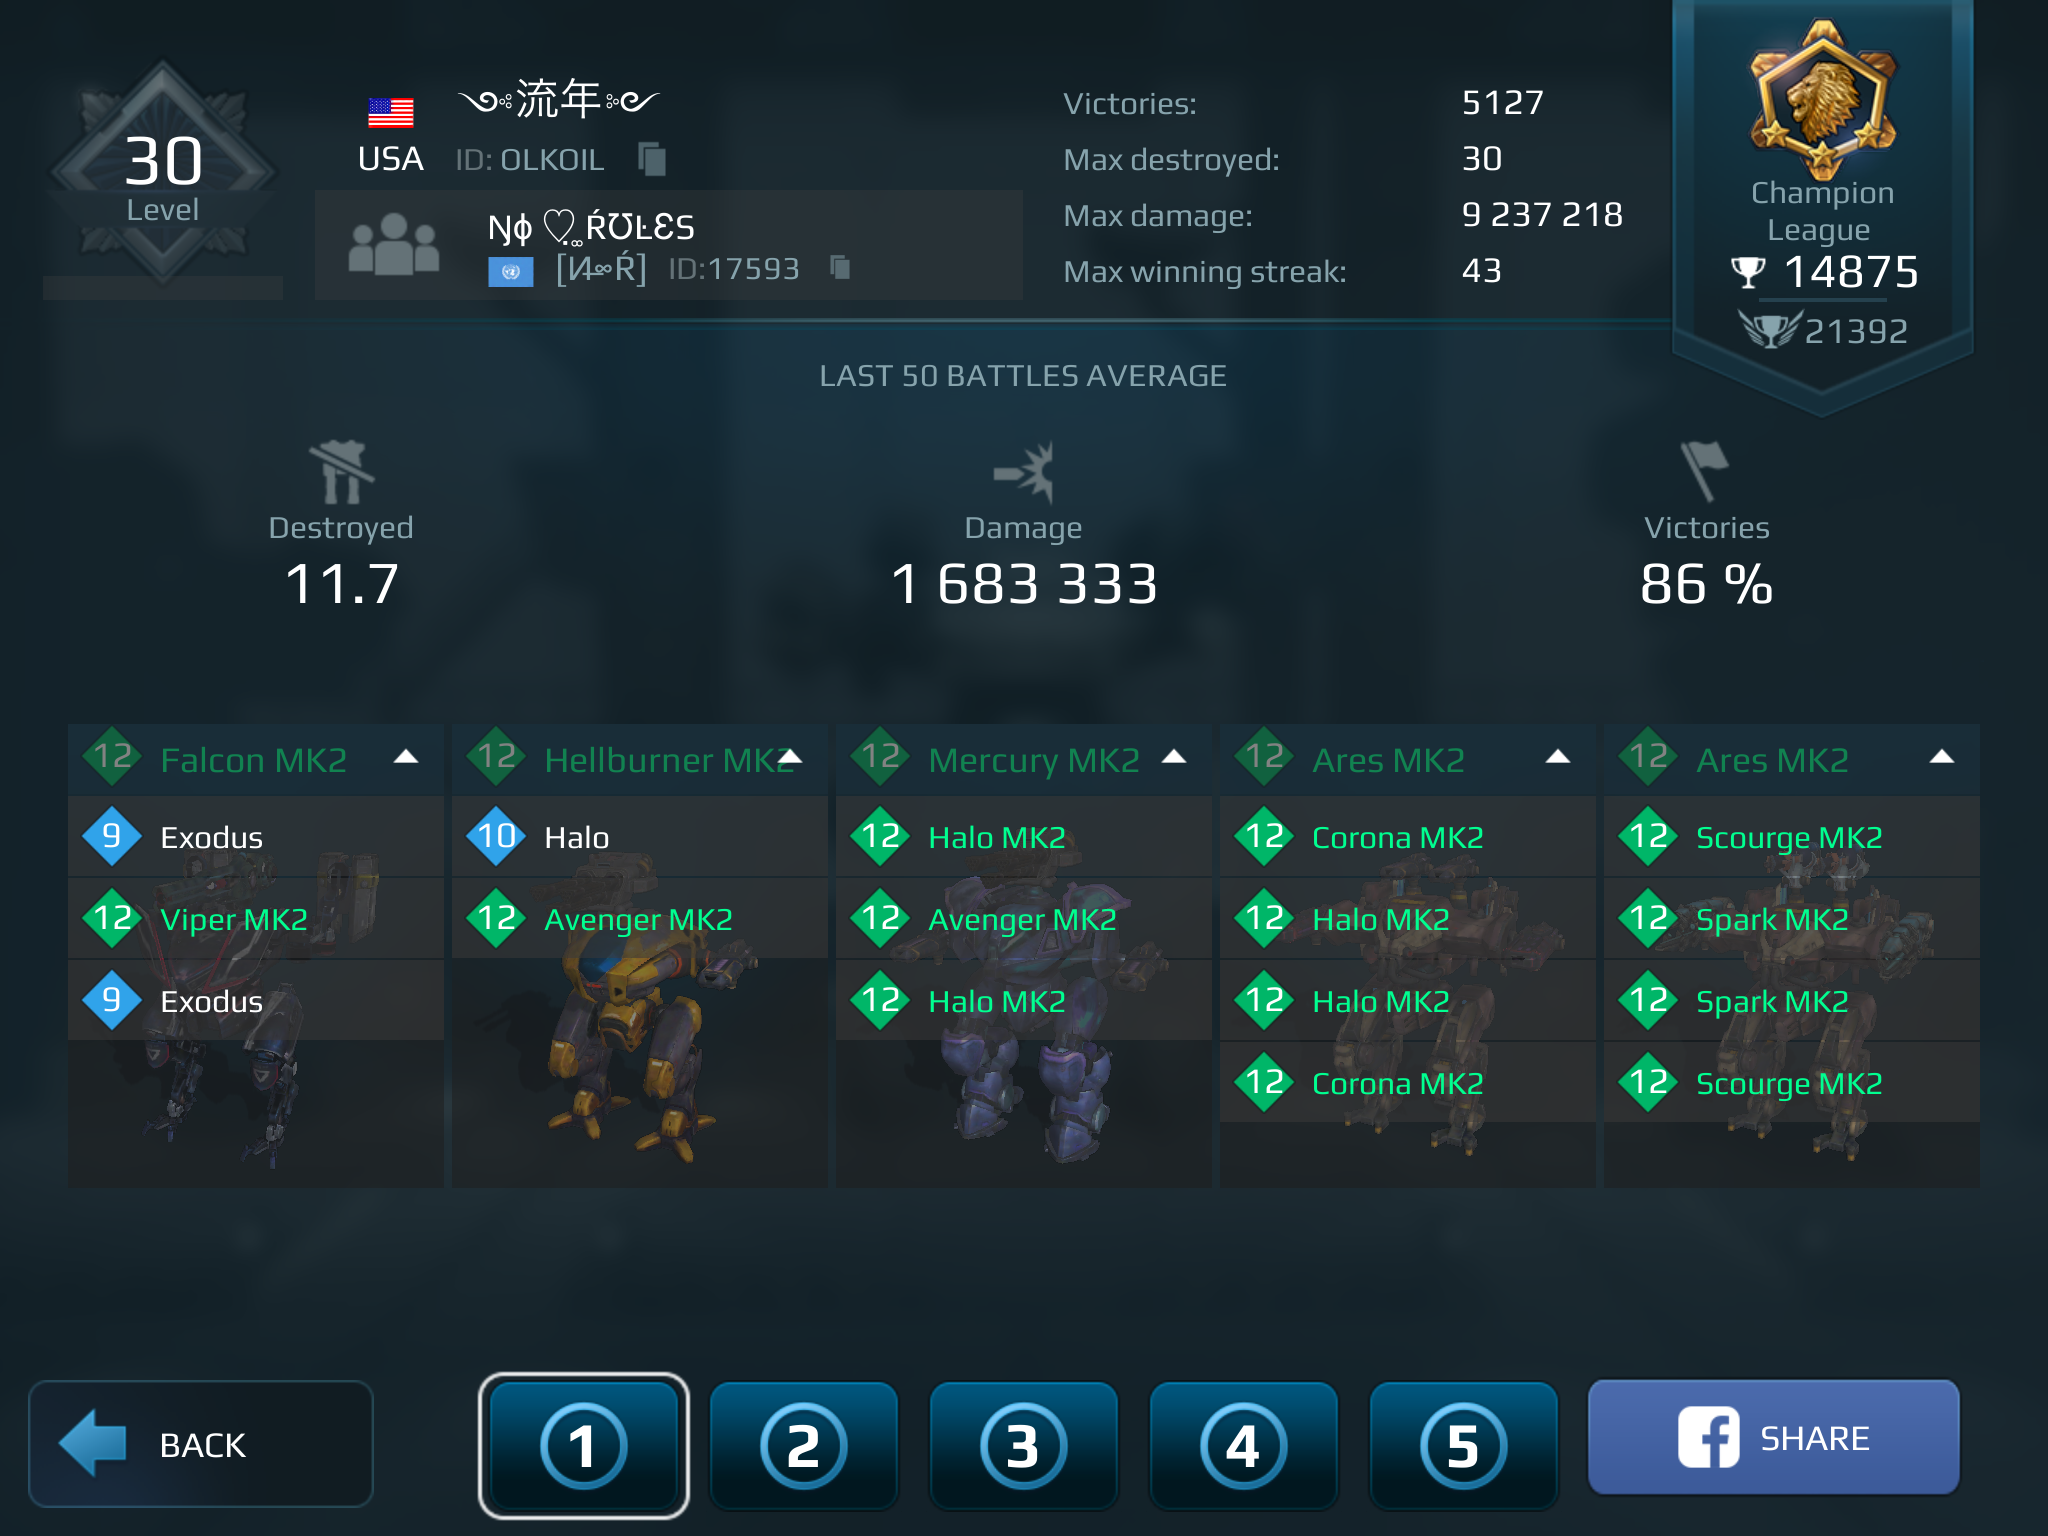 30
Level
USA
流年
ID: OLKOIL
ID:17593
Victories: 5127
Max destroyed: 30
Max damage: 9 237 218
Max winning streak: 43
Champion
League
14875
21392
LAST 50 BATTLES AVERAGE
Destroyed
11.7
Damage
1 683 333
Victories
86 %
12 Falcon MK2
9 Exodus
12 Viper MK2
9 Exodus
12 Hellburner MK2
10 Halo
12 Avenger MK2
12 Mercury MK2
12 Halo MK2
12 Avenger MK2
12 Halo MK2
12 Ares MK2
12 Corona MK2
12 Halo MK2
12 Halo MK2
12 Corona MK2
12 Ares MK2
12 Scourge MK2
12 Spark MK2
12 Spark MK2
12 Scourge MK2
BACK
1
2
3
4
5
SHARE